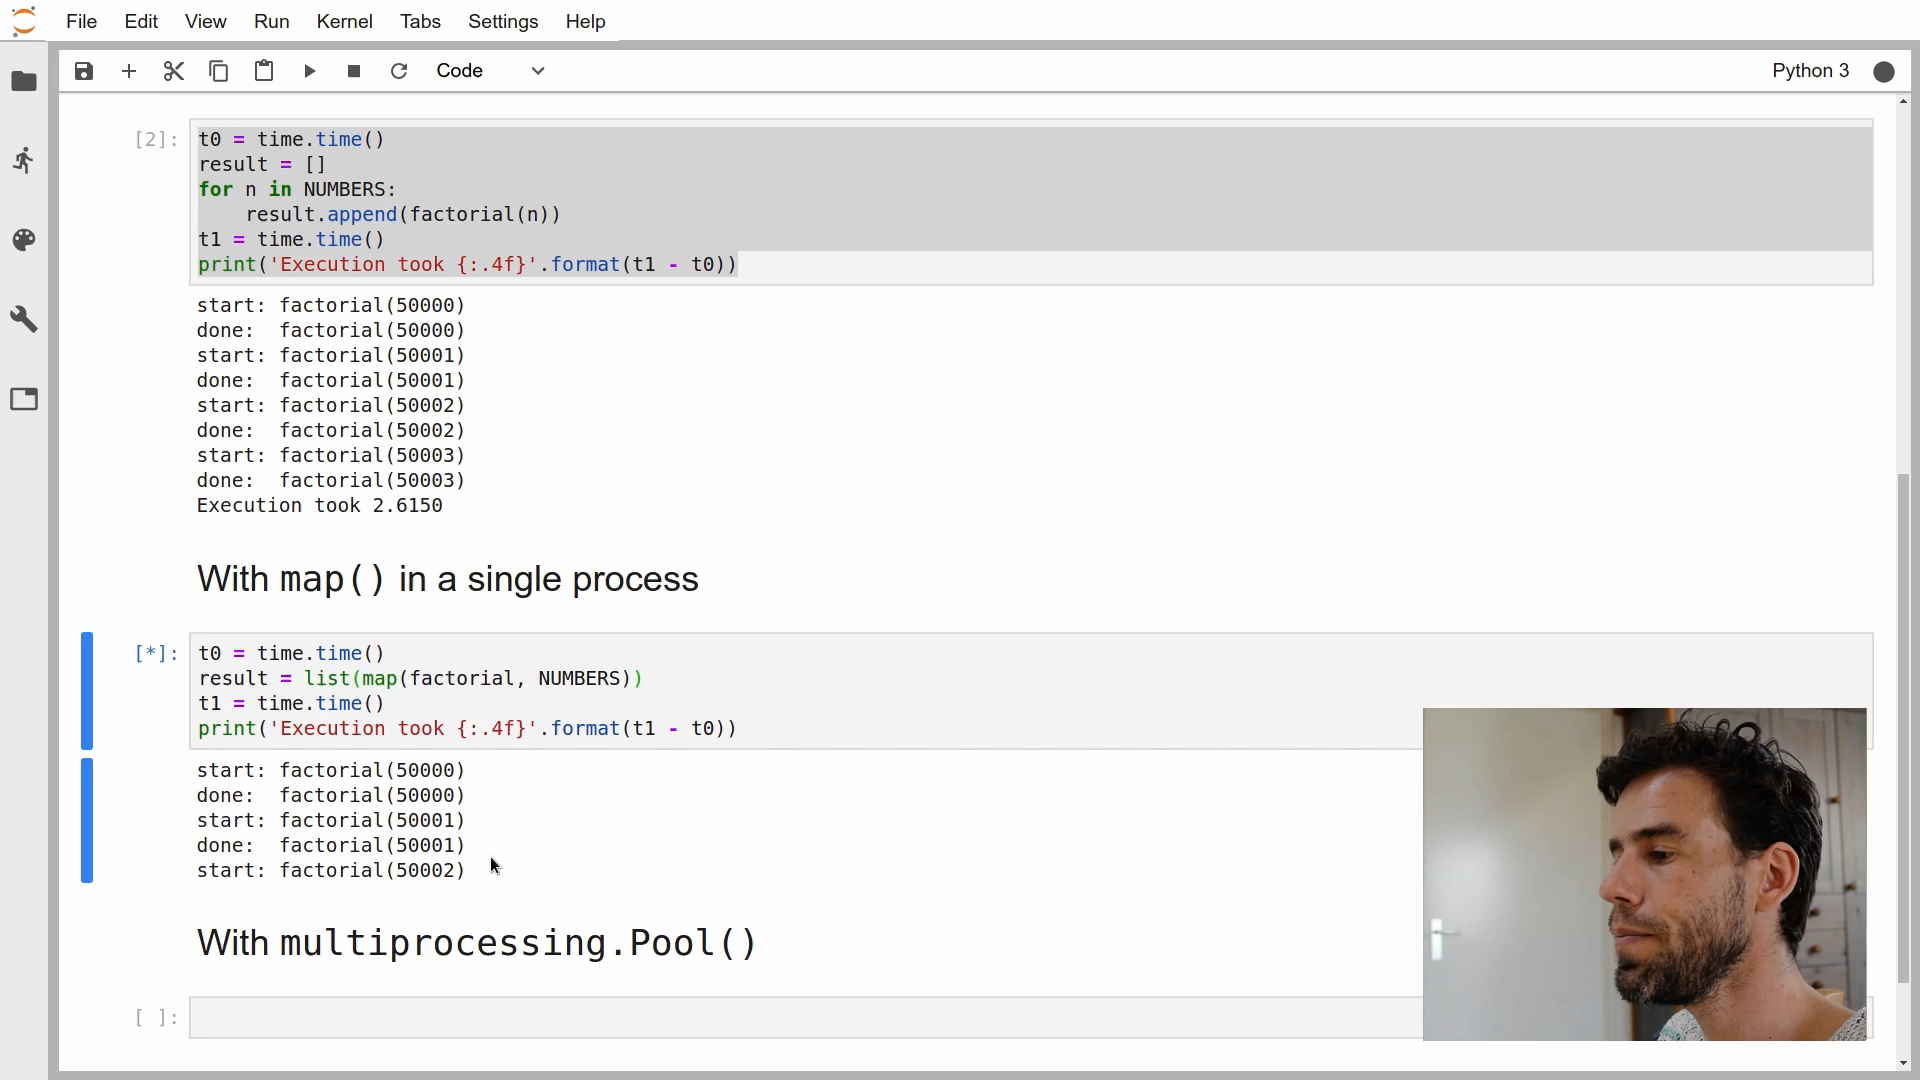 File Edit View Run Kernel Tabs Settings Help
Code Python 3
[2]: t0 = time.time()
result = []
for n in NUMBERS:
    result.append(factorial(n))
t1 = time.time()
print('Execution took {:.4f}'.format(t1 - t0))
start: factorial(50000)
done:  factorial(50000)
start: factorial(50001)
done:  factorial(50001)
start: factorial(50002)
done:  factorial(50002)
start: factorial(50003)
done:  factorial(50003)
Execution took 2.6150
With map() in a single process
[*]: t0 = time.time()
result = list(map(factorial, NUMBERS))
t1 = time.time()
print('Execution took {:.4f}'.format(t1 - t0))
start: factorial(50000)
done:  factorial(50000)
start: factorial(50001)
done:  factorial(50001)
start: factorial(50002)
With multiprocessing.Pool()
[ ]: